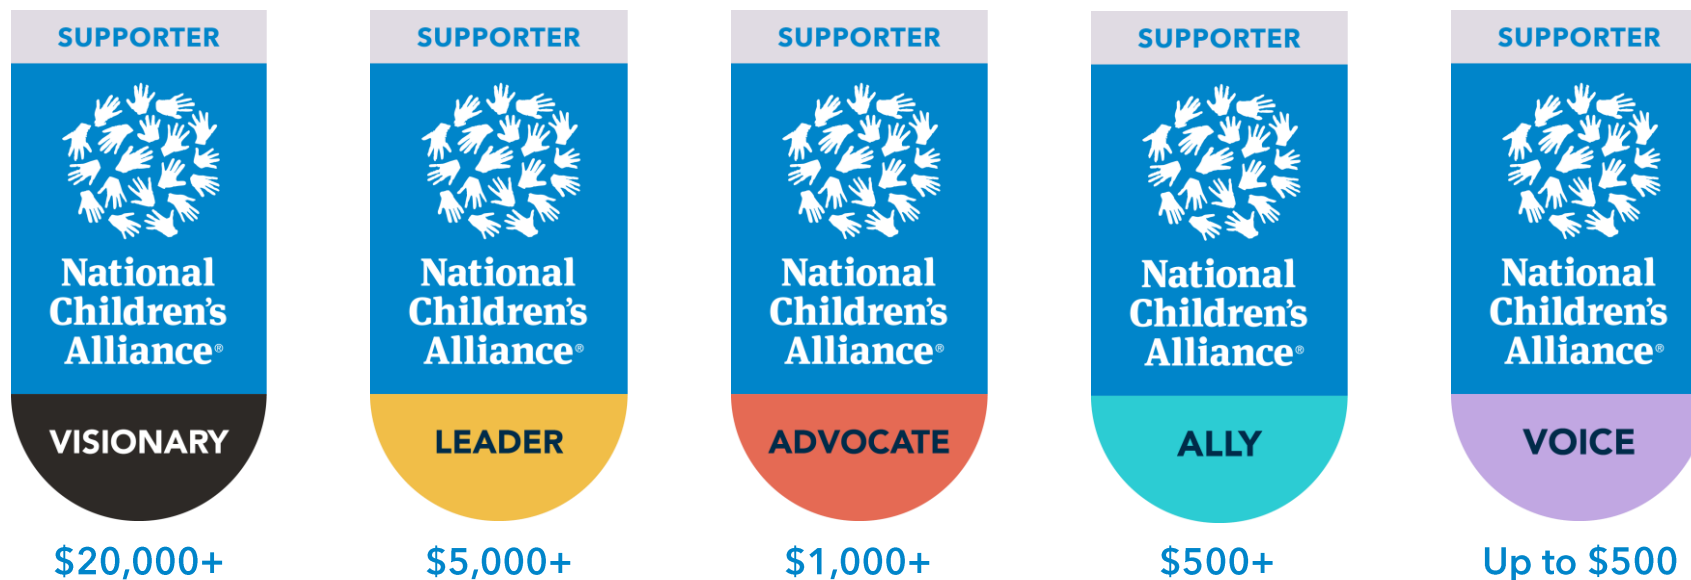 SUPPORTER
National
Children's
Alliance®
VISIONARY
$20,000+
SUPPORTER
National
Children's
Alliance®
LEADER
$5,000+
SUPPORTER
National
Children's
Alliance®
ADVOCATE
$1,000+
SUPPORTER
National
Children's
Alliance®
ALLY
$500+
SUPPORTER
National
Children's
Alliance®
VOICE
Up to $500